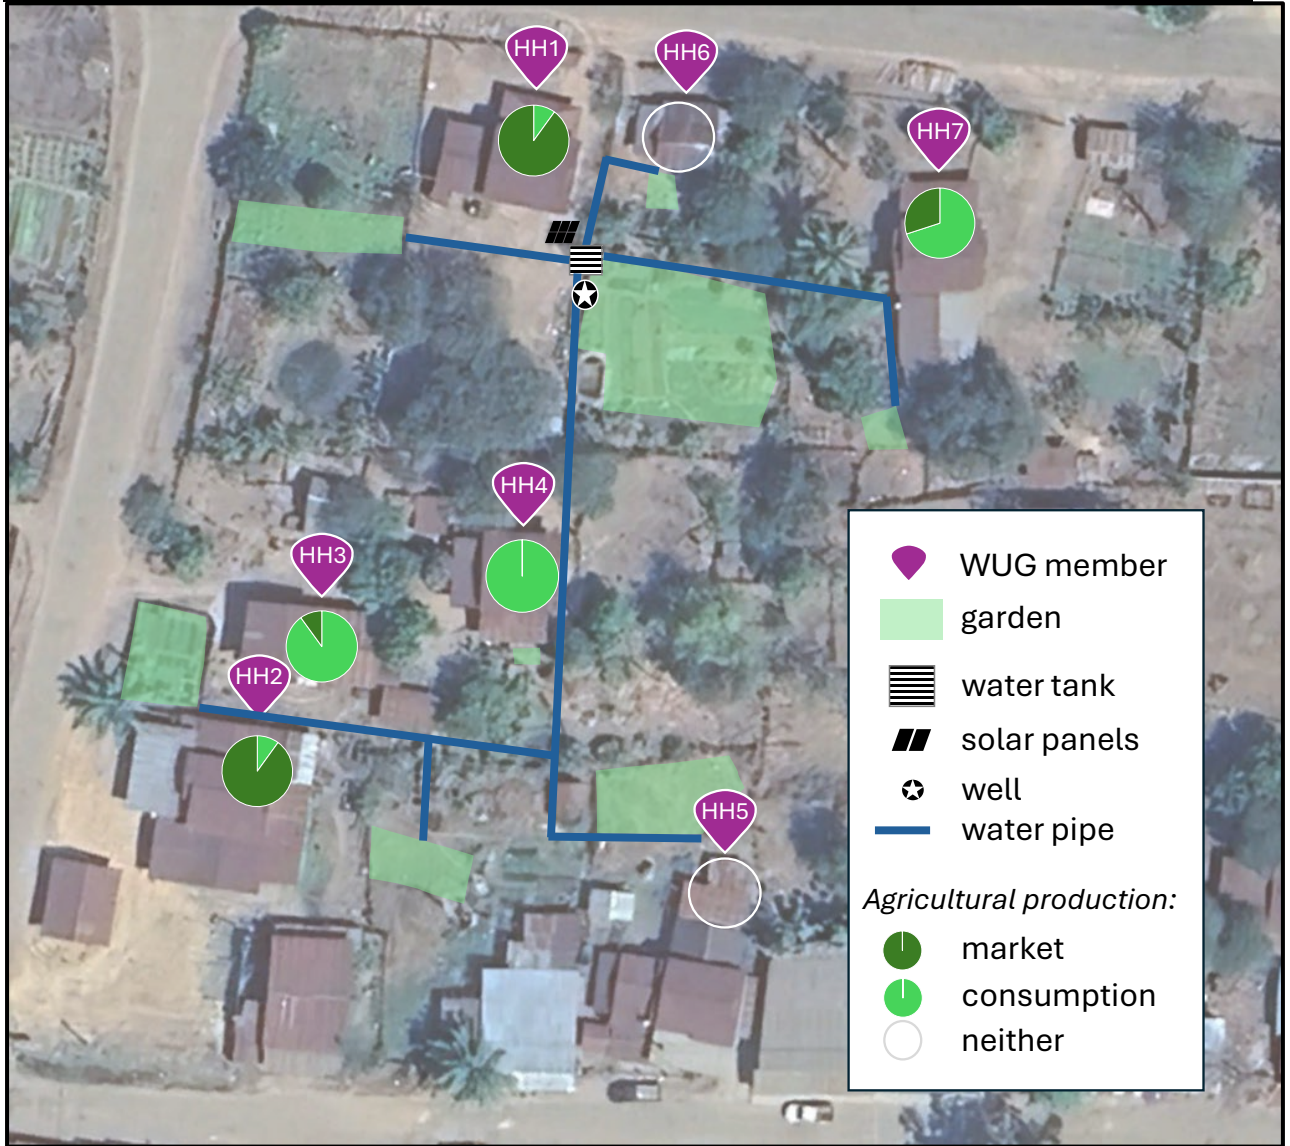 HH1
HH6
HH7
HH4
HH3
HH2
HH5
WUG member
garden
water tank
solar panels
well
water pipe
Agricultural production:
market
consumption
neither